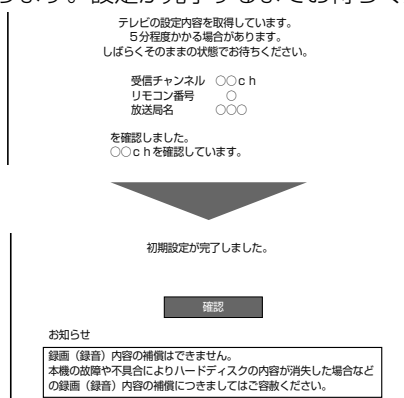 テレビの設定内容を取得しています。
５分程度かかる場合があります。
しばらくそのままの状態でお待ちください。
受信チャンネル ○○ｃｈ
リモコン番号 ○
放送局名 ○○○
を確認しました。
○○ｃｈを確認しています。
初期設定が完了しました。
確認
お知らせ
録画（録音）内容の補償はできません。
本機の故障や不具合によりハードディスクの内容が消失した場合など
の録画（録音）内容の補償につきましてはご容赦ください。